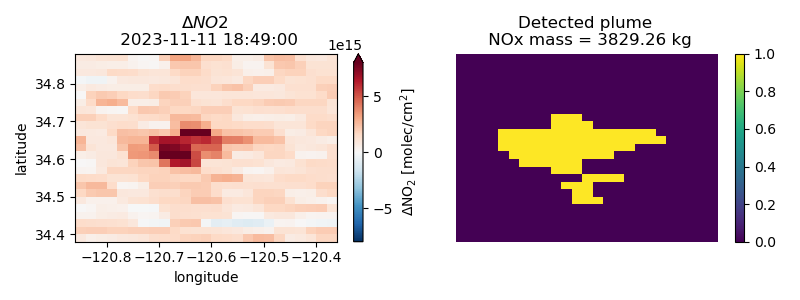 ΔNO2
2023-11-11 18:49:00
1e15
34.8
34.7
34.6
34.5
34.4
latitude
−120.8 −120.7 −120.6 −120.5 −120.4
longitude
5
0
−5
ΔNO₂ [molec/cm²]
Detected plume
NOx mass = 3829.26 kg
1.0
0.8
0.6
0.4
0.2
0.0